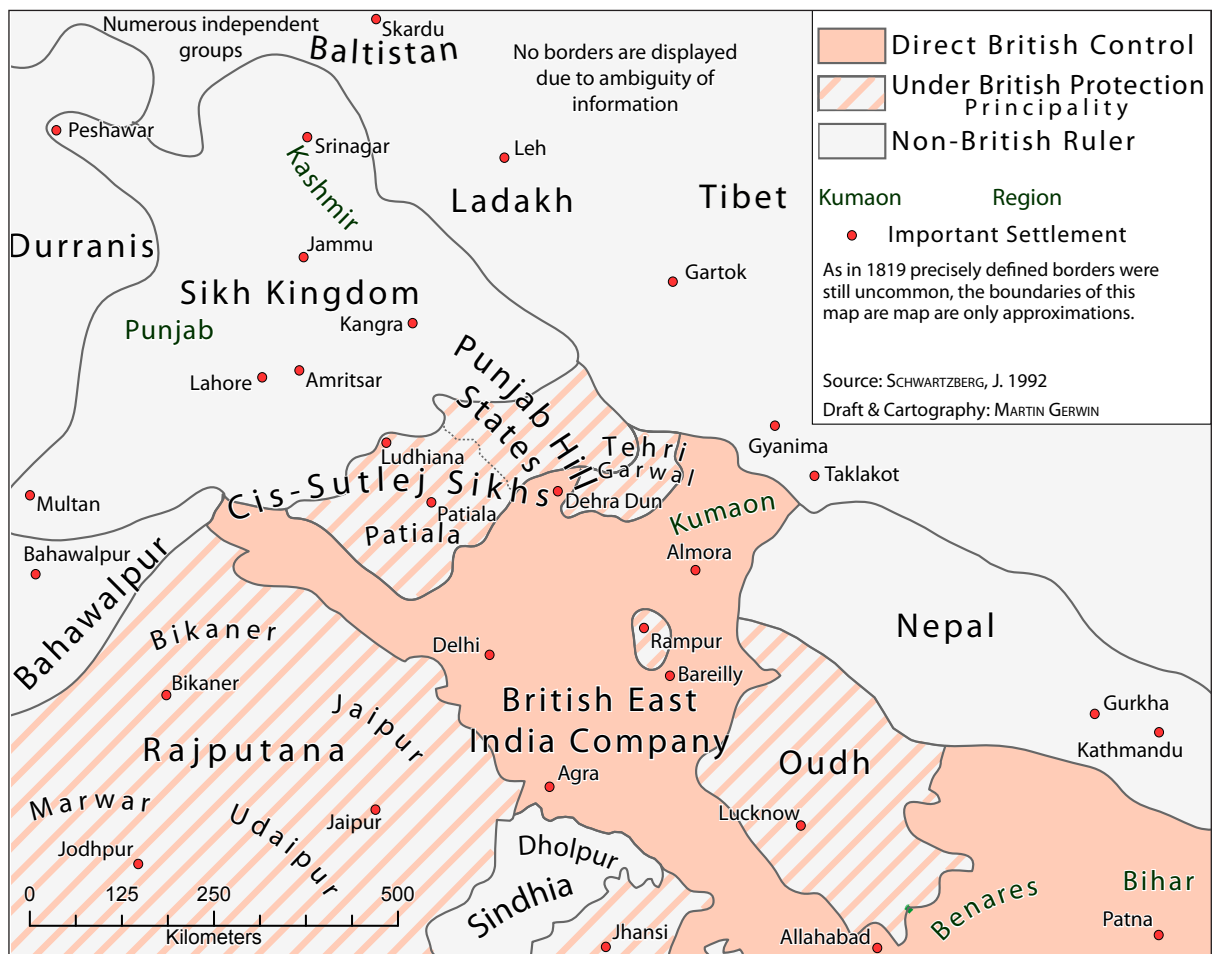 Numerous independent
groups
Skardu
Baltistan
No borders are displayed
due to ambiguity of
information
Direct British Control
Under British Protection
Principality
Non-British Ruler
Kumaon Region
Important Settlement
As in 1819 precisely defined borders were
still uncommon, the boundaries of this
map are map are only approximations.
Source: SCHWARTZBERG, J. 1992
Draft & Cartography: MARTIN GERWIN
Peshawar
Srinagar
Kashmir
Leh
Ladakh
Tibet
Durranis
Jammu
Gartok
Sikh Kingdom
Punjab
Kangra
Lahore
Amritsar
Punjab Hill
States
Tehri
Garwal
Gyanima
Taklakot
Ludhiana
Cis-Sutlej Sikhs
Dehra Dun
Multan
Patiala
Patiala
Kumaon
Almora
Bahawalpur
Bahawalpur
Bikaner
Bikaner
Delhi
Rampur
Bareilly
Nepal
British East
India Company
Jaipur
Rajputana
Gurkha
Kathmandu
Oudh
Agra
Marwar
Udaipur
Jaipur
Lucknow
Jodhpur
Dholpur
Sindhia
Benares
Bihar
Jhansi
Allahabad
Patna
0 125 250 500
Kilometers